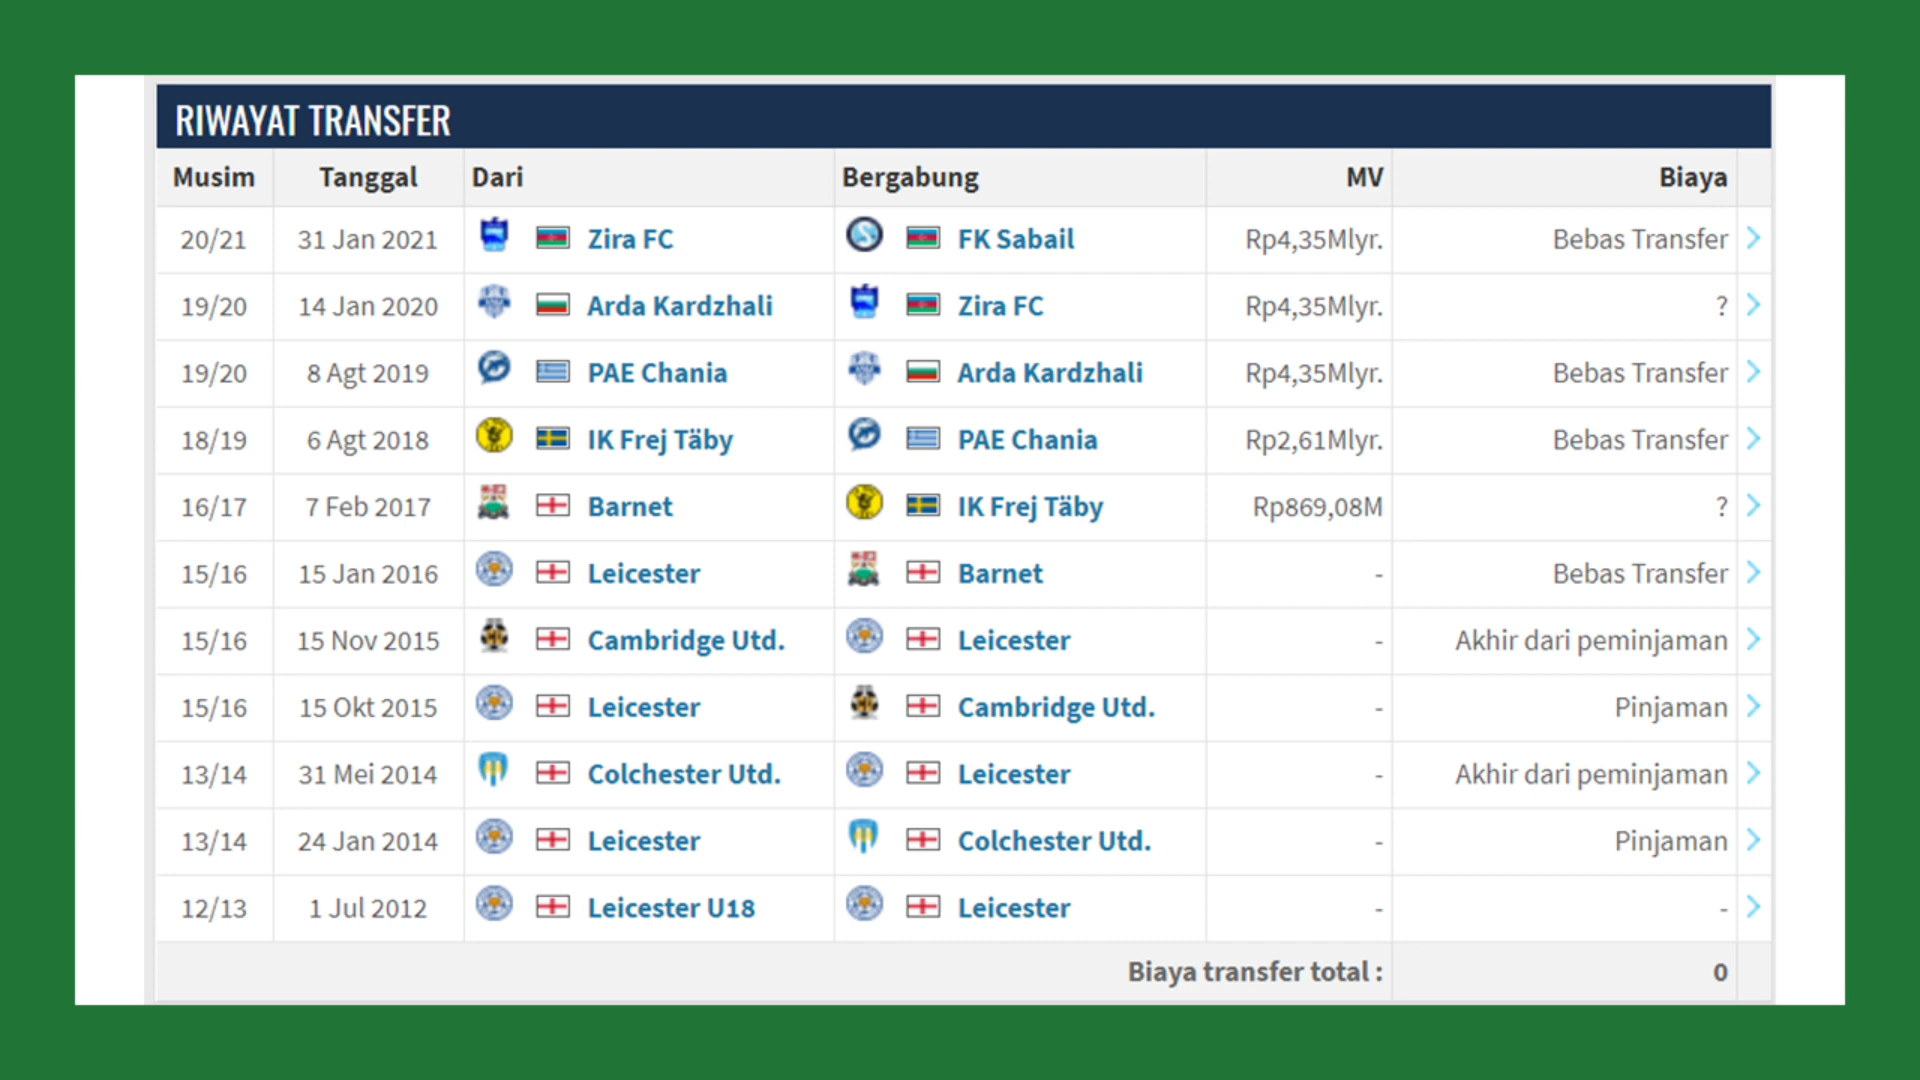 RIWAYAT TRANSFER
Musim Tanggal Dari Bergabung MV Biaya
20/21 31 Jan 2021 Zira FC FK Sabail Rp4,35Mlyr. Bebas Transfer
19/20 14 Jan 2020 Arda Kardzhali Zira FC Rp4,35Mlyr. ?
19/20 8 Agt 2019 PAE Chania Arda Kardzhali Rp4,35Mlyr. Bebas Transfer
18/19 6 Agt 2018 IK Frej Täby PAE Chania Rp2,61Mlyr. Bebas Transfer
16/17 7 Feb 2017 Barnet IK Frej Täby Rp869,08M ?
15/16 15 Jan 2016 Leicester Barnet - Bebas Transfer
15/16 15 Nov 2015 Cambridge Utd. Leicester - Akhir dari peminjaman
15/16 15 Okt 2015 Leicester Cambridge Utd. - Pinjaman
13/14 31 Mei 2014 Colchester Utd. Leicester - Akhir dari peminjaman
13/14 24 Jan 2014 Leicester Colchester Utd. - Pinjaman
12/13 1 Jul 2012 Leicester U18 Leicester - -
Biaya transfer total : 0